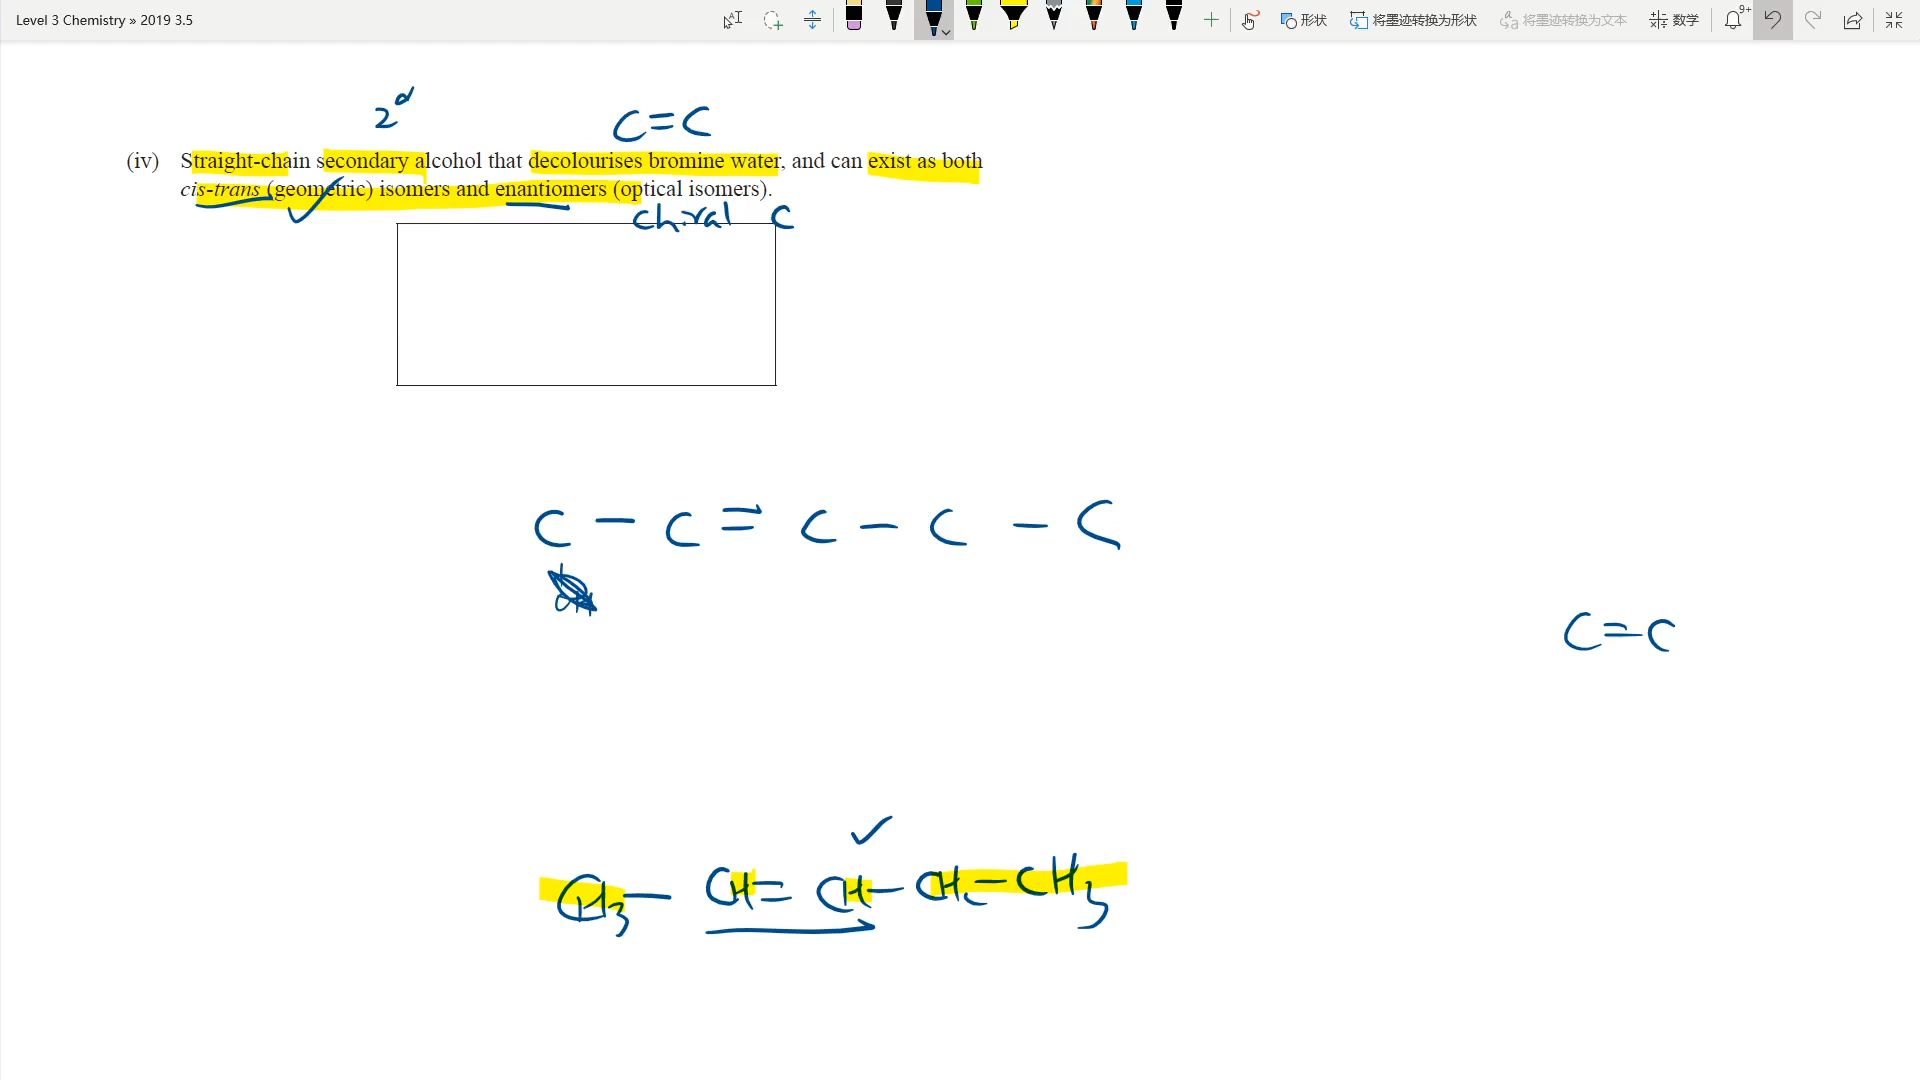 Level 3 Chemistry » 2019 3.5
形状
将墨迹转换为形状
将墨迹转换为文本
数学
9+
2°
C=C
(iv) Straight-chain secondary alcohol that decolourises bromine water, and can exist as both
cis-trans (geometric) isomers and enantiomers (optical isomers).
chiral C
C - C = C - C - C
OH
C=C
CH3 - CH = CH - CH2 - CH3